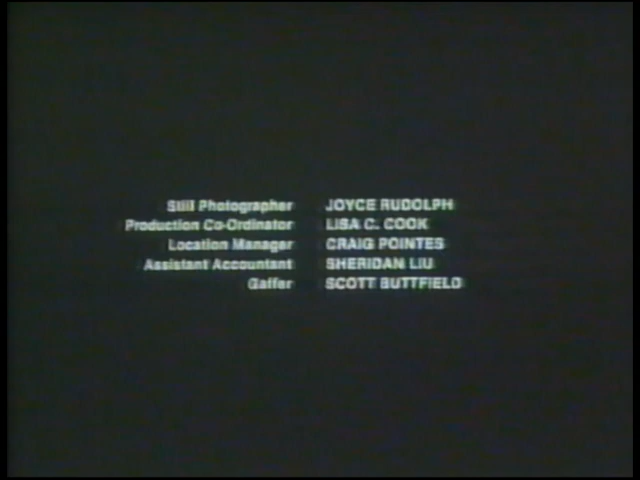 Still Photographer JOYCE RUDOLPH
Production Co-Ordinator LISA C. COOK
Location Manager CRAIG POINTES
Assistant Accountant SHERIDAN LIU
Gaffer SCOTT BUTTFIELD